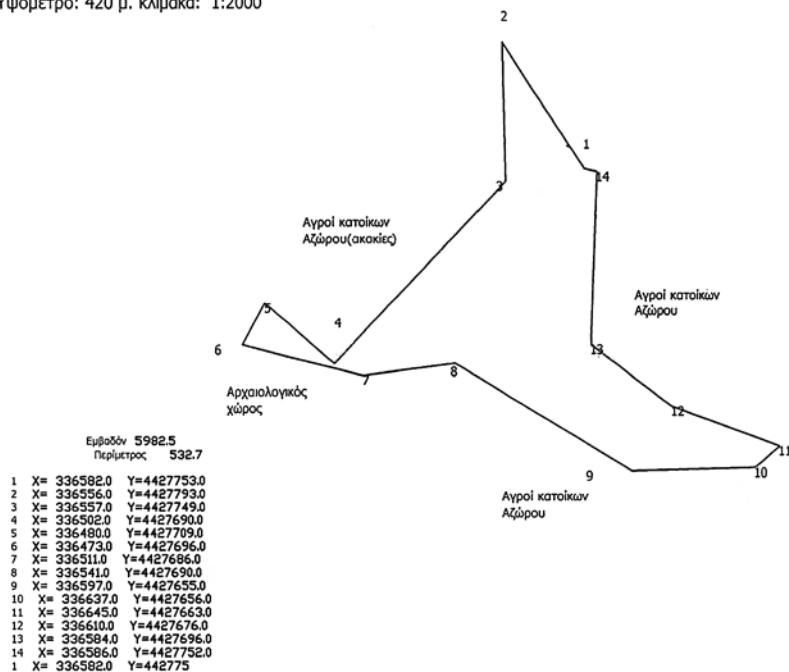 Υψόμετρο: 420 μ. κλίμακα: 1:2000
2
1
14
3
Αγροί κατοίκων
Αζώρου(ακακίες)
Αγροί κατοίκων
Αζώρου
5
4
6
13
7
8
Αρχαιολογικός
χώρος
12
11
10
9
Αγροί κατοίκων
Αζώρου
Εμβαδόν 5982.5
Περίμετρος 532.7
1 X= 336582.0 Y=4427753.0
2 X= 336556.0 Y=4427793.0
3 X= 336557.0 Y=4427749.0
4 X= 336502.0 Y=4427690.0
5 X= 336480.0 Y=4427709.0
6 X= 336473.0 Y=4427696.0
7 X= 336511.0 Y=4427686.0
8 X= 336541.0 Y=4427690.0
9 X= 336597.0 Y=4427655.0
10 X= 336637.0 Y=4427656.0
11 X= 336645.0 Y=4427663.0
12 X= 336610.0 Y=4427676.0
13 X= 336584.0 Y=4427696.0
14 X= 336586.0 Y=4427752.0
1 X= 336582.0 Y=442775